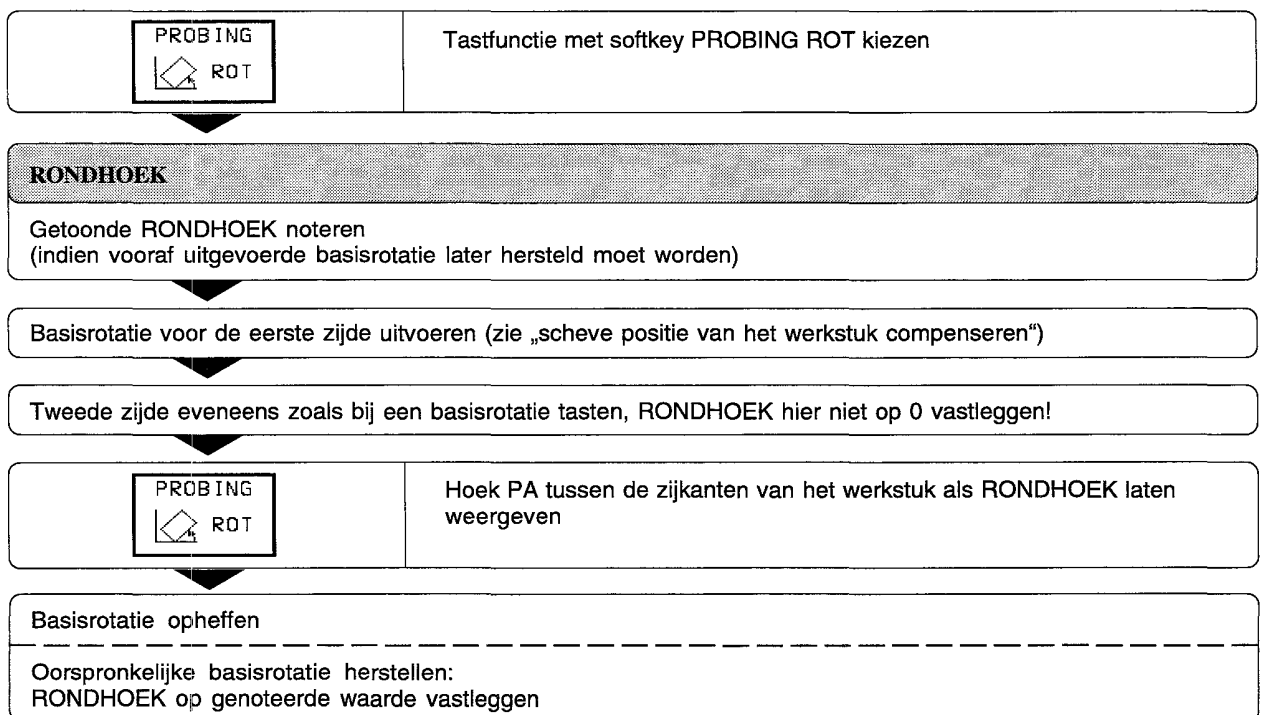 PROBING
ROT
Tastfunctie met softkey PROBING ROT kiezen
RONDHOEK
Getoonde RONDHOEK noteren
(indien vooraf uitgevoerde basisrotatie later hersteld moet worden)
Basisrotatie voor de eerste zijde uitvoeren (zie „scheve positie van het werkstuk compenseren“)
Tweede zijde eveneens zoals bij een basisrotatie tasten, RONDHOEK hier niet op 0 vastleggen!
PROBING
ROT
Hoek PA tussen de zijkanten van het werkstuk als RONDHOEK laten
weergeven
Basisrotatie opheffen
Oorspronkelijke basisrotatie herstellen:
RONDHOEK op genoteerde waarde vastleggen